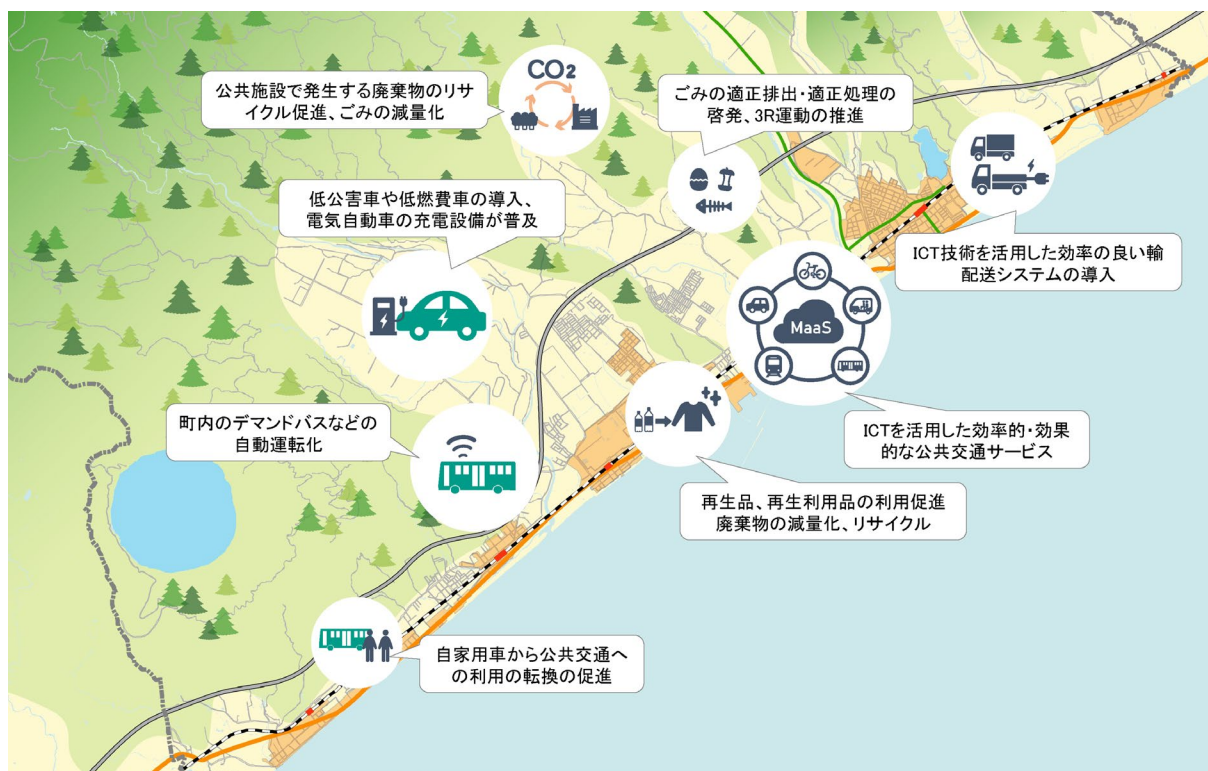 CO2
公共施設で発生する廃棄物のリサ
イクル促進、ごみの減量化
ごみの適正排出・適正処理の
啓発、3R運動の推進
低公害車や低燃費車の導入、
電気自動車の充電設備が普及
ICT技術を活用した効率の良い輸
配送システムの導入
MaaS
町内のデマンドバスなどの
自動運転化
ICTを活用した効率的・効果
的な公共交通サービス
再生品、再生利用品の利用促進
廃棄物の減量化、リサイクル
自家用車から公共交通へ
の利用の転換の促進